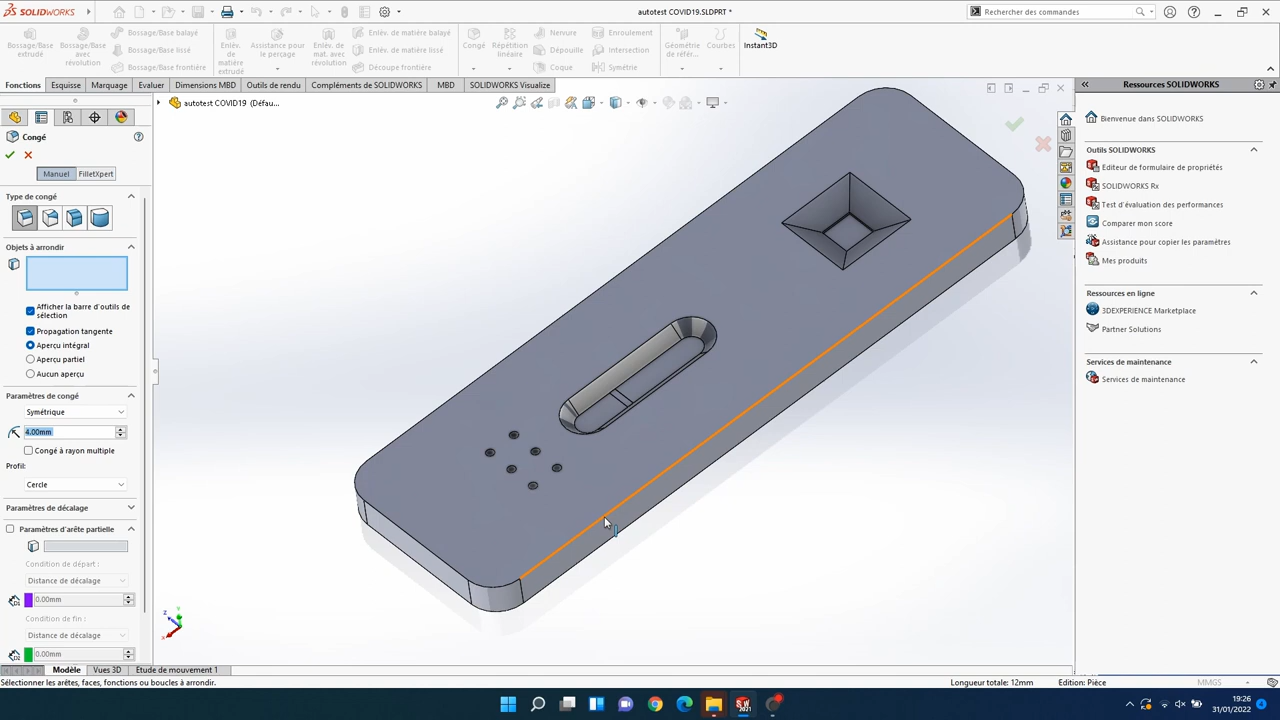 SOLIDWORKS
autotest COVID19.SLDPRT *
Rechercher des commandes
Bossage/Base extrudé
Bossage/Base avec révolution
Bossage/Base balayé
Bossage/Base lissé
Bossage/Base frontière
Enlèv. de matière extrudé
Assistance pour le perçage
Enlèv. de mat. avec révolution
Enlèv. de matière balayé
Enlèv. de matière lissé
Découpe frontière
Congé
Répétition linéaire
Nervure
Dépouille
Coque
Enroulement
Intersection
Symétrie
Géométrie de réfèr...
Courbes
Instant3D
Fonctions
Esquisse
Marquage
Evaluer
Dimensions MBD
Outils de rendu
Compléments de SOLIDWORKS
MBD
SOLIDWORKS Visualize
autotest COVID19 (Défau...
Congé
Manuel
FilletXpert
Type de congé
Objets à arrondir
Afficher la barre d'outils de sélection
Propagation tangente
Aperçu intégral
Aperçu partiel
Aucun aperçu
Paramètres de congé
Symétrique
4.00mm
Congé à rayon multiple
Profil:
Cercle
Paramètres de décalage
Paramètres d'arête partielle
Condition de départ:
Distance de décalage
0.00mm
Condition de fin :
Distance de décalage
0.00mm
Ressources SOLIDWORKS
Bienvenue dans SOLIDWORKS
Outils SOLIDWORKS
Editeur de formulaire de propriétés
SOLIDWORKS Rx
Test d'évaluation des performances
Comparer mon score
Assistance pour copier les paramètres
Mes produits
Ressources en ligne
3DEXPERIENCE Marketplace
Partner Solutions
Services de maintenance
Services de maintenance
Modèle
Vues 3D
Etude de mouvement 1
Sélectionner les arêtes, faces, fonctions ou boucles à arrondir.
Longueur totale: 12mm
Edition: Pièce
MMGS
19:26
31/01/2022